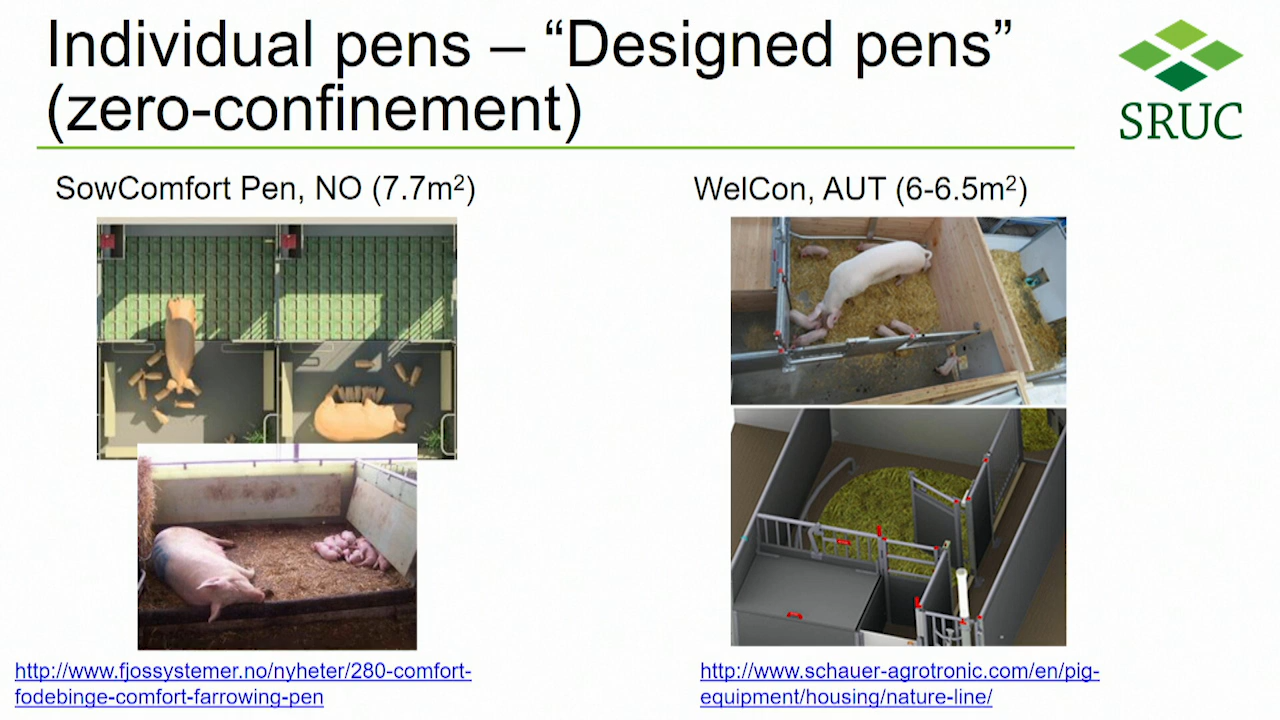 Individual pens – “Designed pens”
(zero-confinement)
SRUC
SowComfort Pen, NO (7.7m²)
WelCon, AUT (6-6.5m²)
http://www.fjossystemer.no/nyheter/280-comfort-
fodebinge-comfort-farrowing-pen
http://www.schauer-agrotronic.com/en/pig-
equipment/housing/nature-line/